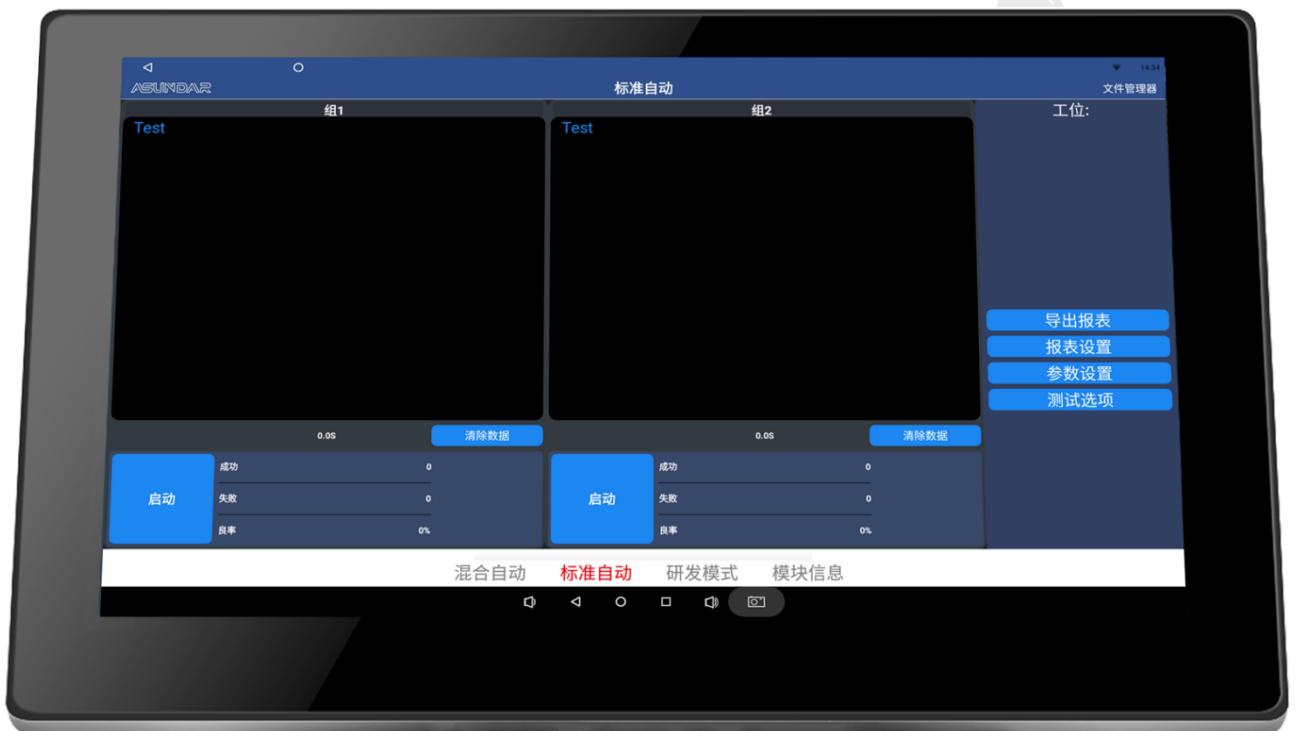 14:34
ASUNDAR
标准自动
文件管理器
组1
组2
工位:
Test
Test
导出报表
报表设置
参数设置
测试选项
0.0S
清除数据
0.0S
清除数据
启动
成功 0
失败 0
良率 0%
启动
成功 0
失败 0
良率 0%
混合自动 标准自动 研发模式 模块信息